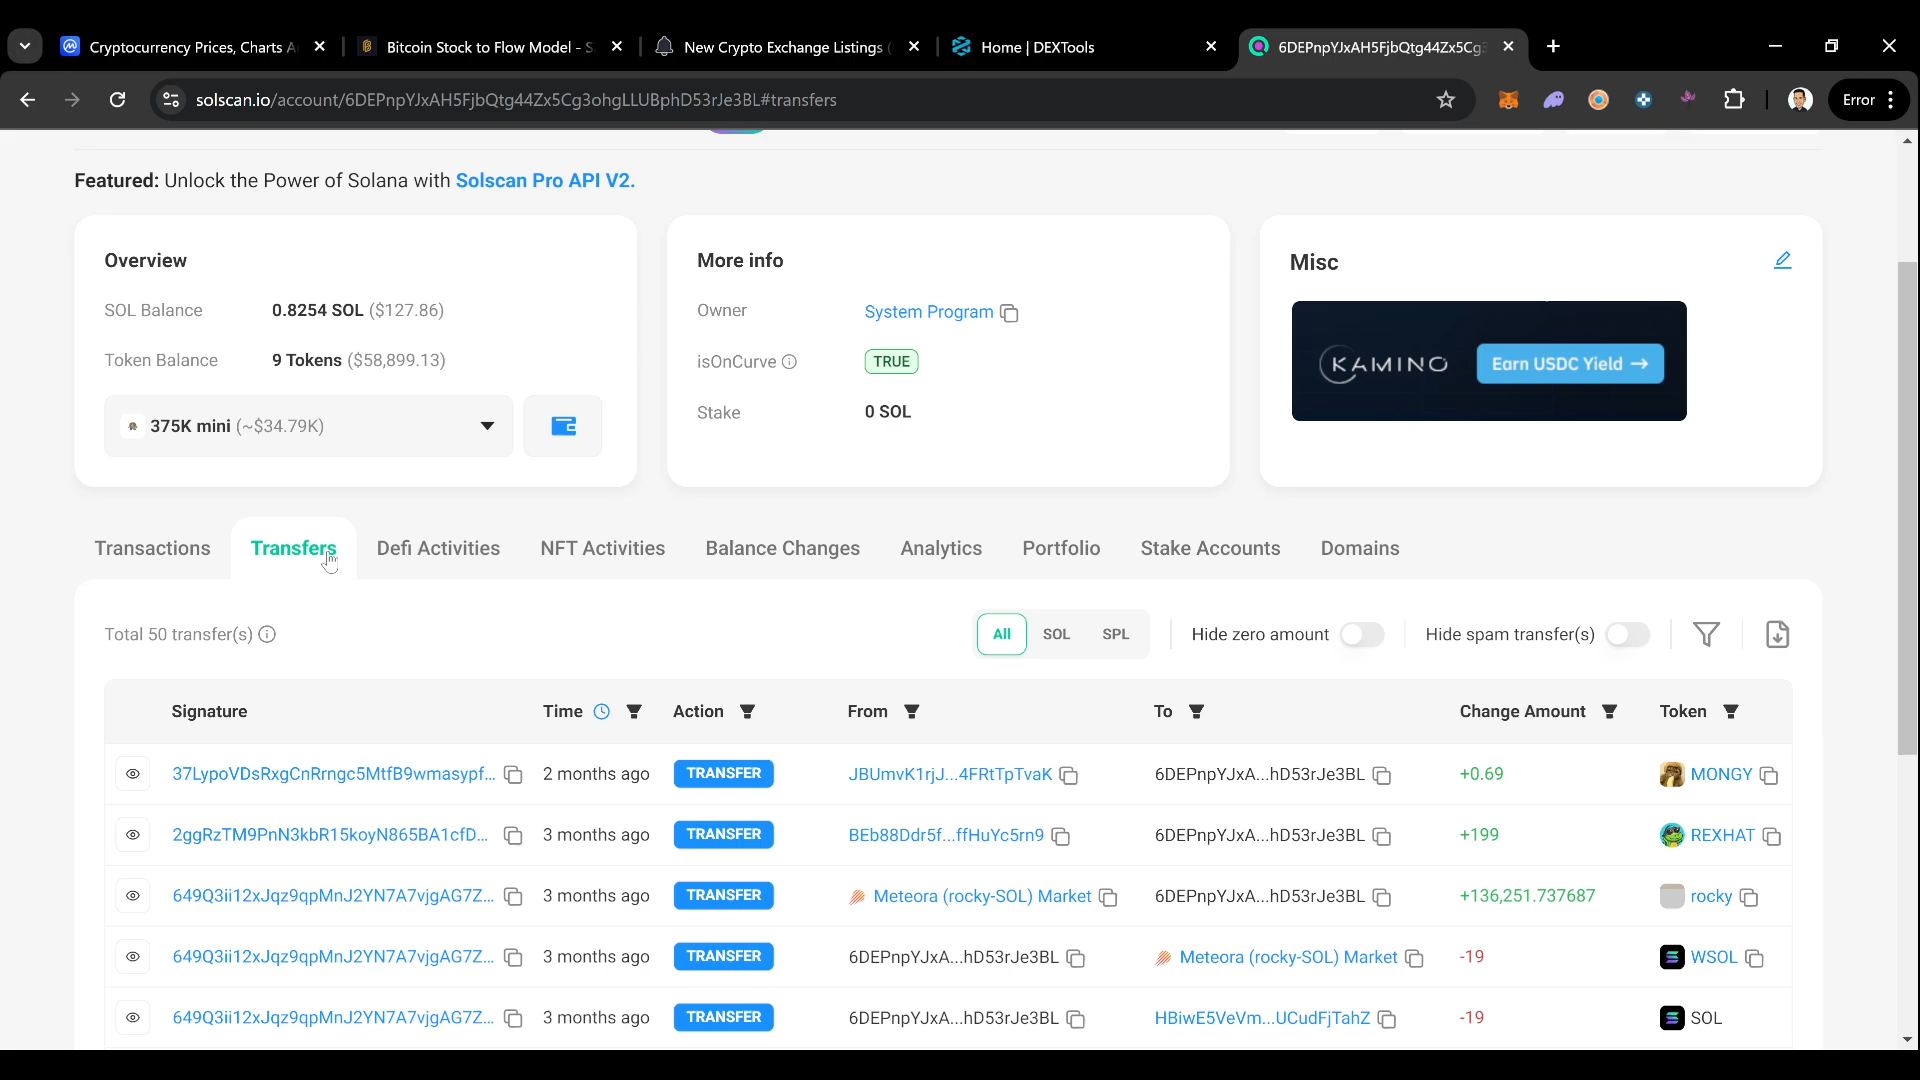 Cryptocurrency Prices, Charts A
Bitcoin Stock to Flow Model - S
New Crypto Exchange Listings (
Home | DEXTools
6DEPnpYJxAH5FjbQtg44Zx5Cg3
solscan.io/account/6DEPnpYJxAH5FjbQtg44Zx5Cg3ohgLLUBphD53rJe3BL#transfers
Error
Featured: Unlock the Power of Solana with Solscan Pro API V2.
Overview
SOL Balance 0.8254 SOL ($127.86)
Token Balance 9 Tokens ($58,899.13)
375K mini (~$34.79K)
More info
Owner System Program
isOnCurve TRUE
Stake 0 SOL
Misc
KAMINO Earn USDC Yield →
Transactions Transfers Defi Activities NFT Activities Balance Changes Analytics Portfolio Stake Accounts Domains
Total 50 transfer(s) All SOL SPL Hide zero amount Hide spam transfer(s)
Signature Time Action From To Change Amount Token
37LypoVDsRxgCnRrngc5MtfB9wmasypf... 2 months ago TRANSFER JBUmvK1rjJ...4FRtTpTvaK 6DEPnpYJxA...hD53rJe3BL +0.69 MONGY
2ggRzTM9PnN3kbR15koyN865BA1cfD... 3 months ago TRANSFER BEb88Ddr5f...ffHuYc5rn9 6DEPnpYJxA...hD53rJe3BL +199 REXHAT
649Q3ii12xJqz9qpMnJ2YN7A7vjgAG7Z... 3 months ago TRANSFER Meteora (rocky-SOL) Market 6DEPnpYJxA...hD53rJe3BL +136,251.737687 rocky
649Q3ii12xJqz9qpMnJ2YN7A7vjgAG7Z... 3 months ago TRANSFER 6DEPnpYJxA...hD53rJe3BL Meteora (rocky-SOL) Market -19 WSOL
649Q3ii12xJqz9qpMnJ2YN7A7vjgAG7Z... 3 months ago TRANSFER 6DEPnpYJxA...hD53rJe3BL HBiwE5VeVm...UCudFjTahZ -19 SOL